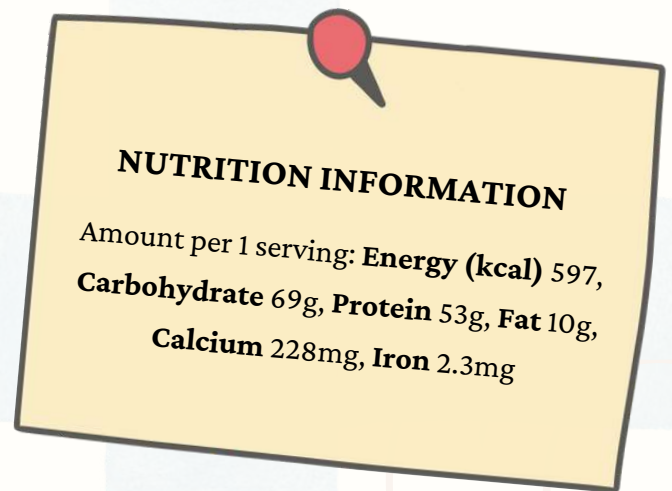 NUTRITION INFORMATION
Amount per 1 serving: Energy (kcal) 597,
Carbohydrate 69g, Protein 53g, Fat 10g,
Calcium 228mg, Iron 2.3mg